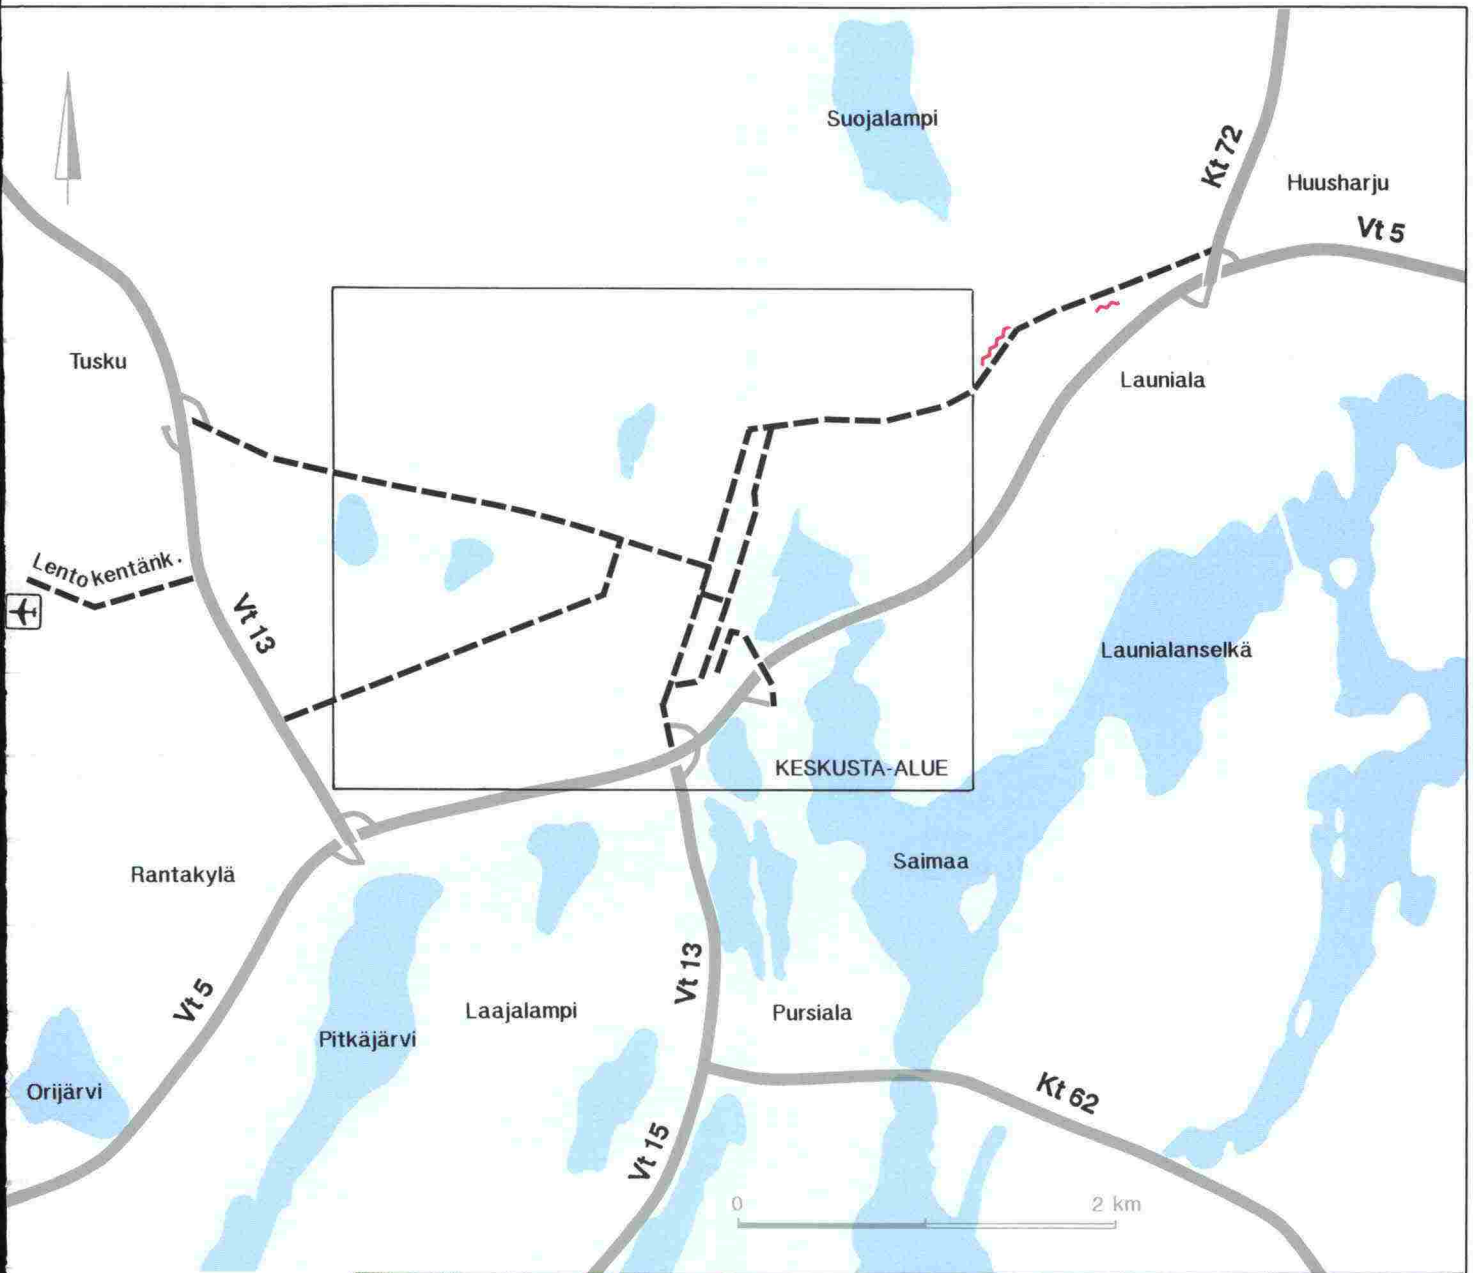 Suojalampi
Kt 72
Huusharju
Vt 5
Tusku
Launiala
Lentokentänk.
Vt 13
Launialanselkä
KESKUSTA-ALUE
Saimaa
Rantakylä
Vt 5
Vt 13
Laajalampi
Pursiala
Pitkäjärvi
Orijärvi
Kt 62
Vt 15
0 2 km